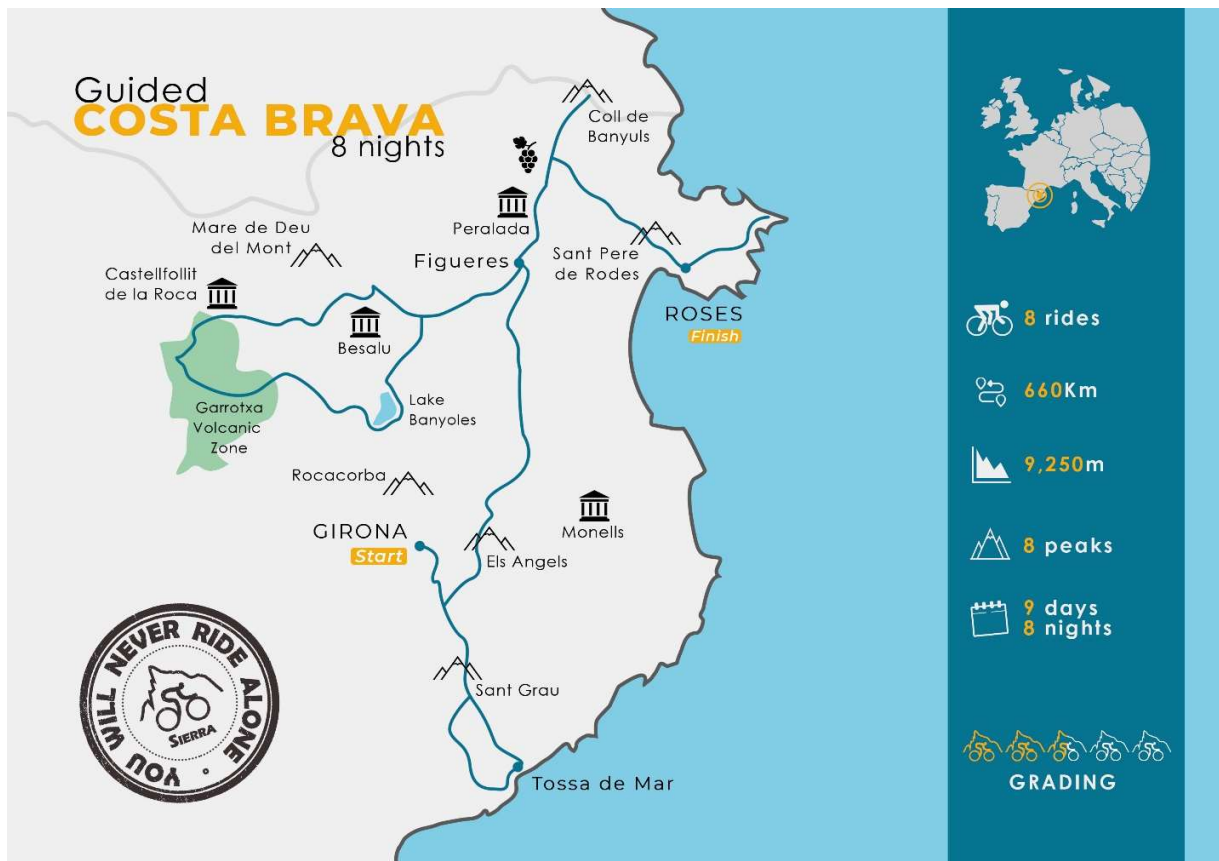 Guided
COSTA BRAVA
8 nights
Coll de
Banyuls
Peralada
Mare de Deu
del Mont
Figueres
Sant Pere
de Rodes
Castellfollit
de la Roca
ROSES
Finish
Besalu
Garrotxa
Volcanic
Zone
Lake
Banyoles
Rocacorba
GIRONA
Start
Monells
Els Angels
Sant Grau
Tossa de Mar
YOU WILL NEVER RIDE ALONE ·
SIERRA
8 rides
660Km
9,250m
8 peaks
9 days
8 nights
GRADING